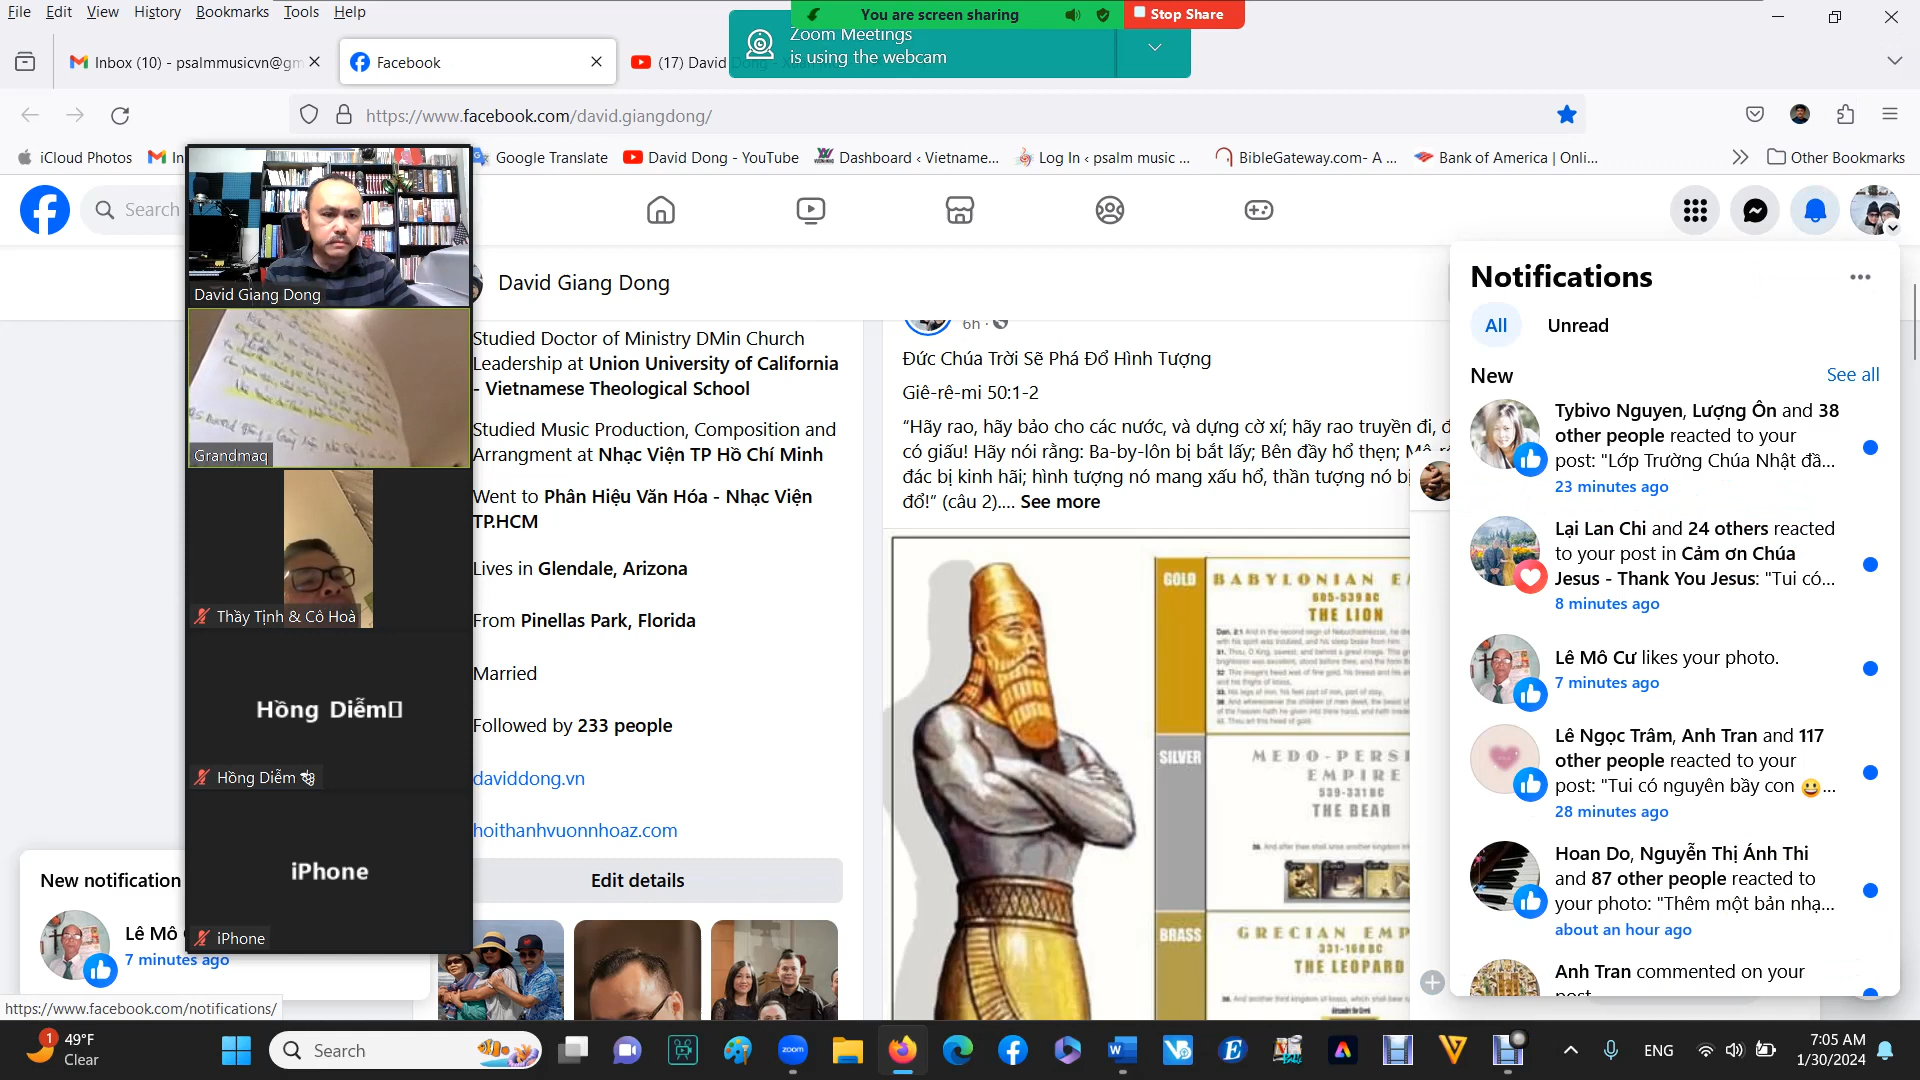 File Edit View History Bookmarks Tools Help
You are screen sharing
Stop Share
Zoom Meetings
is using the webcam
Inbox (10) - psalmmusicvn@gm
Facebook
(17) David
https://www.facebook.com/david.giangdong/
iCloud Photos
In
Google Translate
David Dong - YouTube
Dashboard ‹ Vietname...
Log In ‹ psalm music ...
BibleGateway.com- A ...
Bank of America | Onli...
Other Bookmarks
Search
David Giang Dong
David Giang Dong
Grandmaq
Thầy Tịnh & Cô Hoà
Hồng Diễm
Hồng Diễm
iPhone
iPhone
Studied Doctor of Ministry DMin Church
Leadership at Union University of California
- Vietnamese Theological School
Studied Music Production, Composition and
Arrangment at Nhạc Viện TP Hồ Chí Minh
Went to Phân Hiệu Văn Hóa - Nhạc Viện
TP.HCM
Lives in Glendale, Arizona
From Pinellas Park, Florida
Married
Followed by 233 people
daviddong.vn
hoithanhvuonnhoaz.com
Edit details
6h ·
Đức Chúa Trời Sẽ Phá Đổ Hình Tượng
Giê-rê-mi 50:1-2
“Hãy rao, hãy bảo cho các nước, và dựng cờ xí; hãy rao truyền đi,
có giấu! Hãy nói rằng: Ba-by-lôn bị bắt lấy; Bên đầy hổ thẹn;
đác bị kinh hãi; hình tượng nó mang xấu hổ, thần tượng nó
đổ!” (câu 2).... See more
GOLD
BABYLONIAN
605-539 BC
THE LION
SILVER
MEDO-PERSI
EMPIRE
539-331 BC
THE BEAR
BRASS
GRECIAN EMP
331-168 BC
THE LEOPARD
Notifications
All
Unread
New
See all
Tybivo Nguyen, Lượng Ôn and 38
other people reacted to your
post: "Lớp Trường Chúa Nhật đầ...
23 minutes ago
Lại Lan Chi and 24 others reacted
to your post in Cảm ơn Chúa
Jesus - Thank You Jesus: "Tui có...
8 minutes ago
Lê Mô Cư likes your photo.
7 minutes ago
Lê Ngọc Trâm, Anh Tran and 117
other people reacted to your
post: "Tui có nguyên bầy con 😃...
28 minutes ago
Hoan Do, Nguyễn Thị Ánh Thi
and 87 other people reacted to
your photo: "Thêm một bản nhạ...
about an hour ago
Anh Tran commented on your
New notification
Lê Mô
7 minutes ago
https://www.facebook.com/notifications/
1
49°F
Clear
Search
zoom
ENG
7:05 AM
1/30/2024